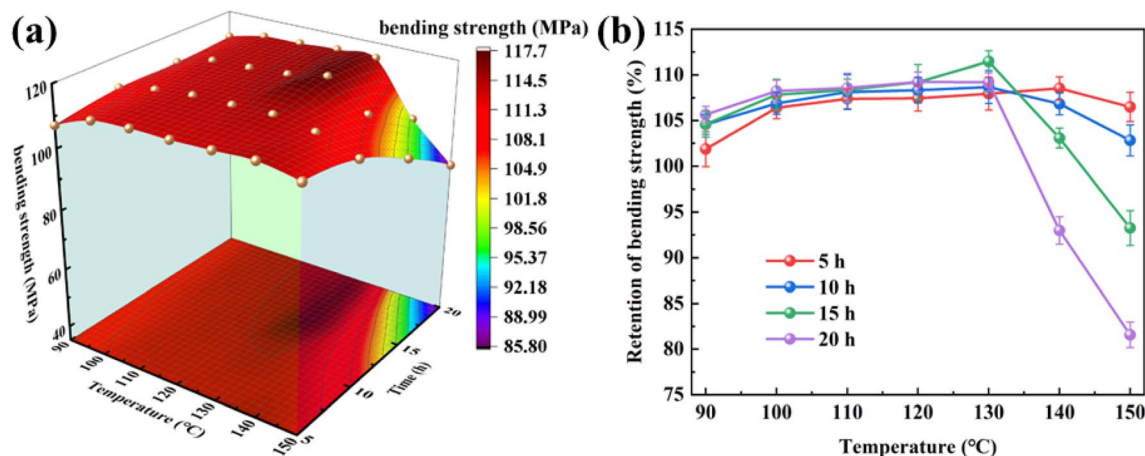 (a)
bending strength (MPa)
117.7
114.5
111.3
108.1
104.9
101.8
98.56
95.37
92.18
88.99
85.80
bending strength (MPa)
120
100
80
60
40
90
100
110
120
130
140
150
Temperature (°C)
5
10
15
20
Time (h)
(b)
Retention of bending strength (%)
115
110
105
100
95
90
85
80
75
5 h
10 h
15 h
20 h
90 100 110 120 130 140 150
Temperature (°C)